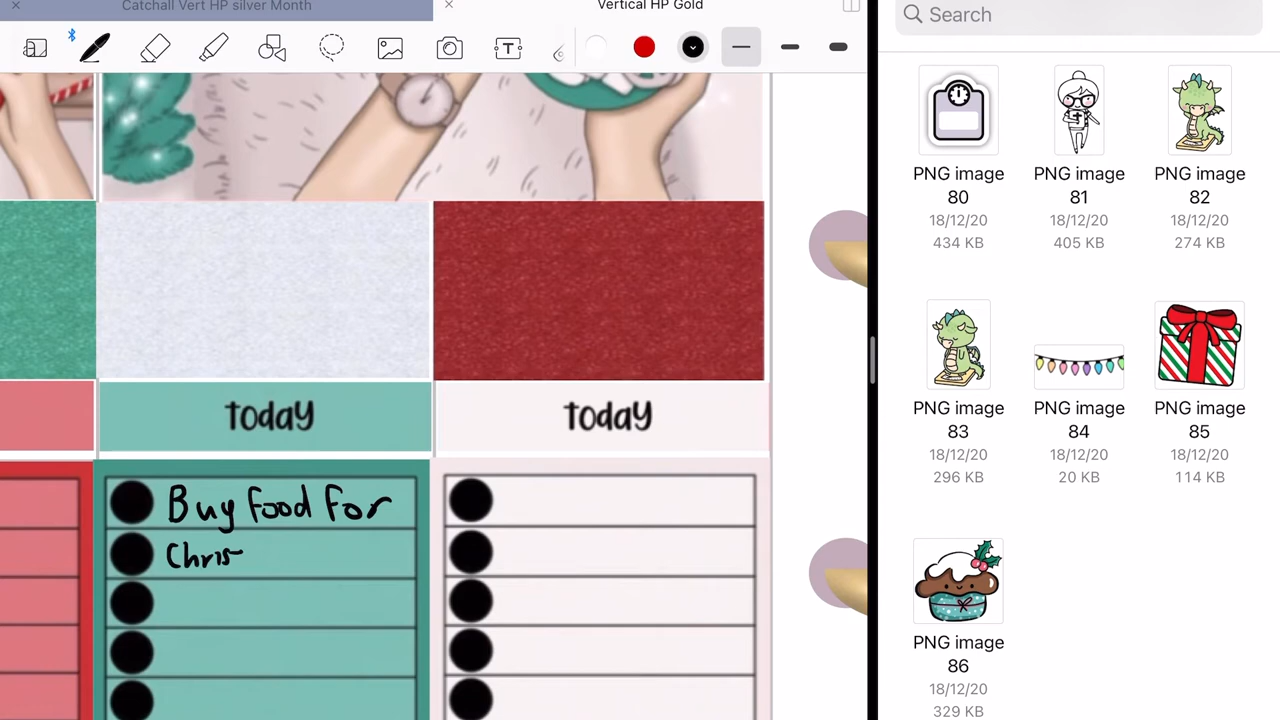 Catchall Vert HP silver Month
Vertical HP Gold
Search
PNG image
80
18/12/20
434 KB
PNG image
81
18/12/20
405 KB
PNG image
82
18/12/20
274 KB
PNG image
83
18/12/20
296 KB
PNG image
84
18/12/20
20 KB
PNG image
85
18/12/20
114 KB
PNG image
86
18/12/20
329 KB
today
today
Buy Food For
Chris